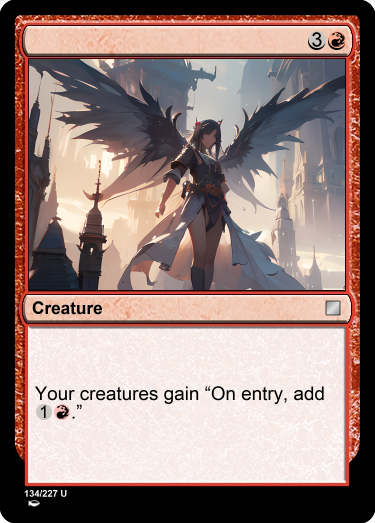 3
Creature
Your creatures gain “On entry, add
1 .”
134/227 U